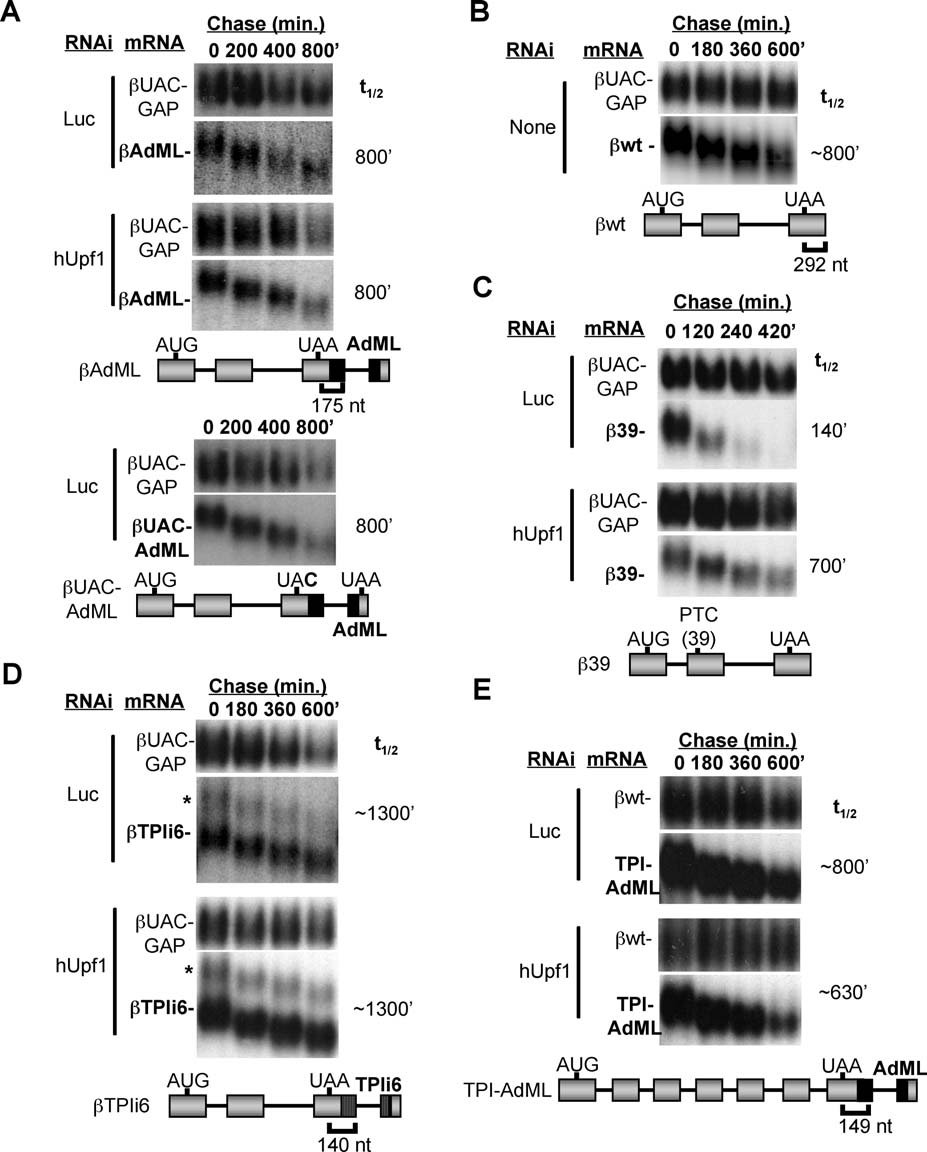 A
Chase (min.)
RNAi mRNA 0 200 400 800’
Luc
βUAC-
GAP
t1/2
βAdML-
800’
hUpf1
βUAC-
GAP
βAdML-
800’
AUG UAA AdML
βAdML
175 nt
0 200 400 800’
Luc
βUAC-
GAP
βUAC-
AdML
800’
AUG UAC UAA
βUAC-
AdML
AdML
B
Chase (min.)
RNAi mRNA 0 180 360 600’
None
βUAC-
GAP
t1/2
βwt -
~800’
AUG UAA
βwt
292 nt
C
Chase (min.)
RNAi mRNA 0 120 240 420’
Luc
βUAC-
GAP
t1/2
β39-
140’
hUpf1
βUAC-
GAP
β39-
700’
PTC
AUG (39) UAA
β39
D
Chase (min.)
RNAi mRNA 0 180 360 600’
Luc
βUAC-
GAP
t1/2
*
βTPIi6-
~1300’
hUpf1
βUAC-
GAP
*
βTPIi6-
~1300’
AUG UAA TPIi6
βTPIi6
140 nt
E
Chase (min.)
RNAi mRNA 0 180 360 600’
Luc
βwt-
t1/2
TPI-
AdML
~800’
hUpf1
βwt-
TPI-
AdML
~630’
AUG UAA AdML
TPI-AdML
149 nt